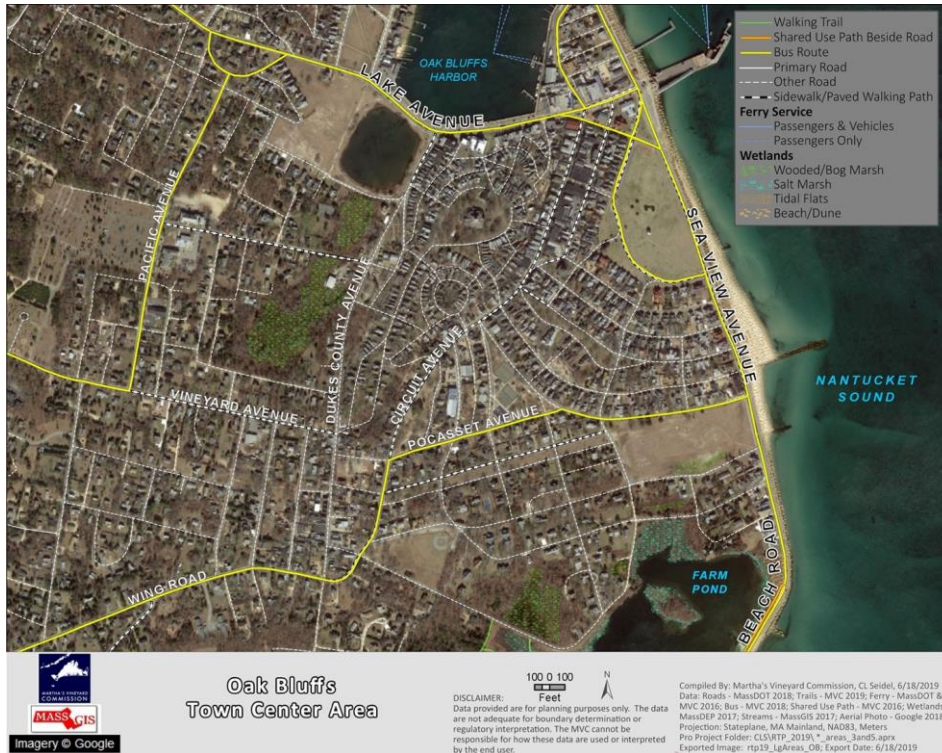 Walking Trail
Shared Use Path Beside Road
Bus Route
Primary Road
Other Road
Sidewalk/Paved Walking Path
Ferry Service
Passengers & Vehicles
Passengers Only
Wetlands
Wooded/Bog Marsh
Salt Marsh
Tidal Flats
Beach/Dune
OAK BLUFFS
HARBOR
LAKE AVENUE
PACIFIC AVENUE
SEA VIEW AVENUE
DUKES COUNTY AVENUE
CIRCUIT AVENUE
VINEYARD AVENUE
POCASSET AVENUE
NANTUCKET
SOUND
WING ROAD
FARM
POND
BEACH ROAD
MARTHA'S VINEYARD
COMMISSION
MASS GIS
Imagery © Google
Oak Bluffs
Town Center Area
DISCLAIMER:
Data provided are for planning purposes only. The data
are not adequate for boundary determination or
regulatory interpretation. The MVC cannot be
responsible for how these data are used or interpreted
by the end user.
100 0 100
Feet
N
Compiled By: Martha's Vineyard Commission, CL Seidel, 6/18/2019
Data: Roads - MassDOT 2018; Trails - MVC 2019; Ferry - MassDOT &
MVC 2016; Bus - MVC 2018; Shared Use Path - MVC 2016; Wetlands
MassDEP 2017; Streams - MassGIS 2017; Aerial Photo - Google 2018
Projection: Stateplane, MA Mainland, NAD83, Meters
Pro Project Folder: CLS\RTP_2019\*_areas_3and5.aprx
Exported Image: rtp19_LgAreas_OB; Export Date: 6/18/2019